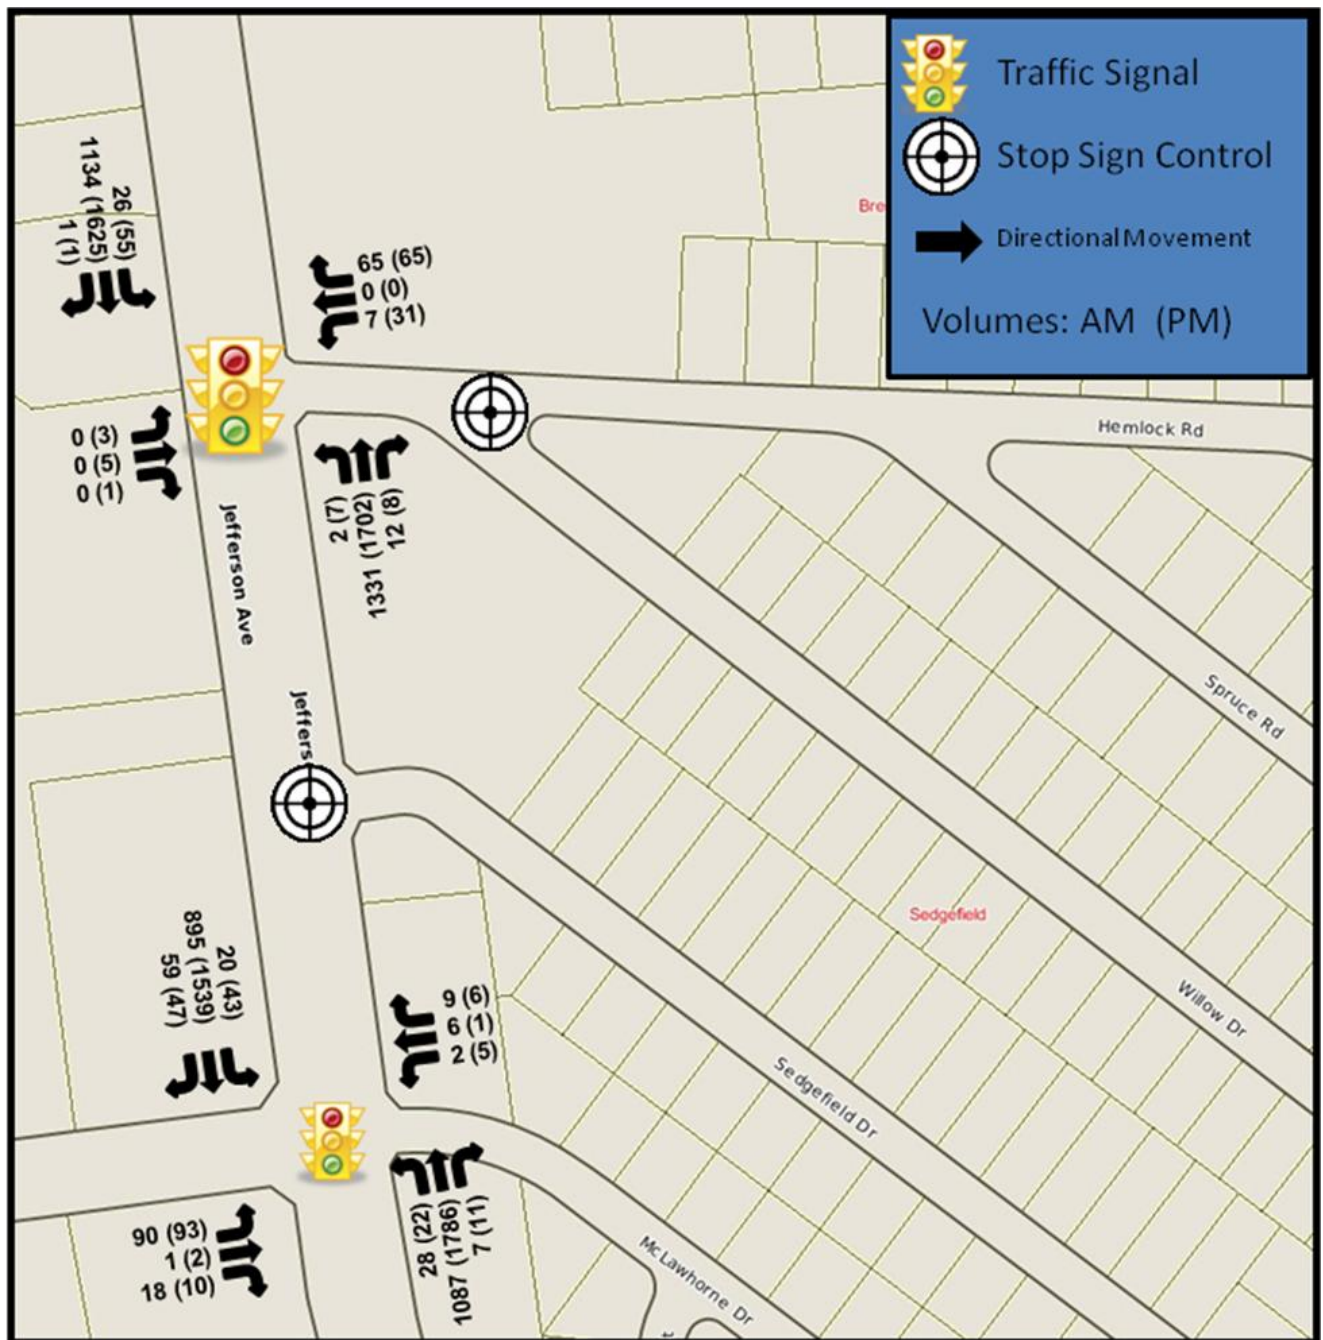 Traffic Signal
Stop Sign Control
Directional Movement
Volumes: AM (PM)
Bre
26 (55)
1134 (1625)
1 (1)
65 (65)
0 (0)
7 (31)
0 (3)
0 (5)
0 (1)
2 (7)
1331 (1702)
12 (8)
Hemlock Rd
Jefferson Ave
Jeffers
Spruce Rd
Sedgefield
Willow Dr
Sedgefield Dr
20 (43)
895 (1539)
59 (47)
9 (6)
6 (1)
2 (5)
28 (22)
1087 (1786)
7 (11)
90 (93)
1 (2)
18 (10)
McLawhorne Dr